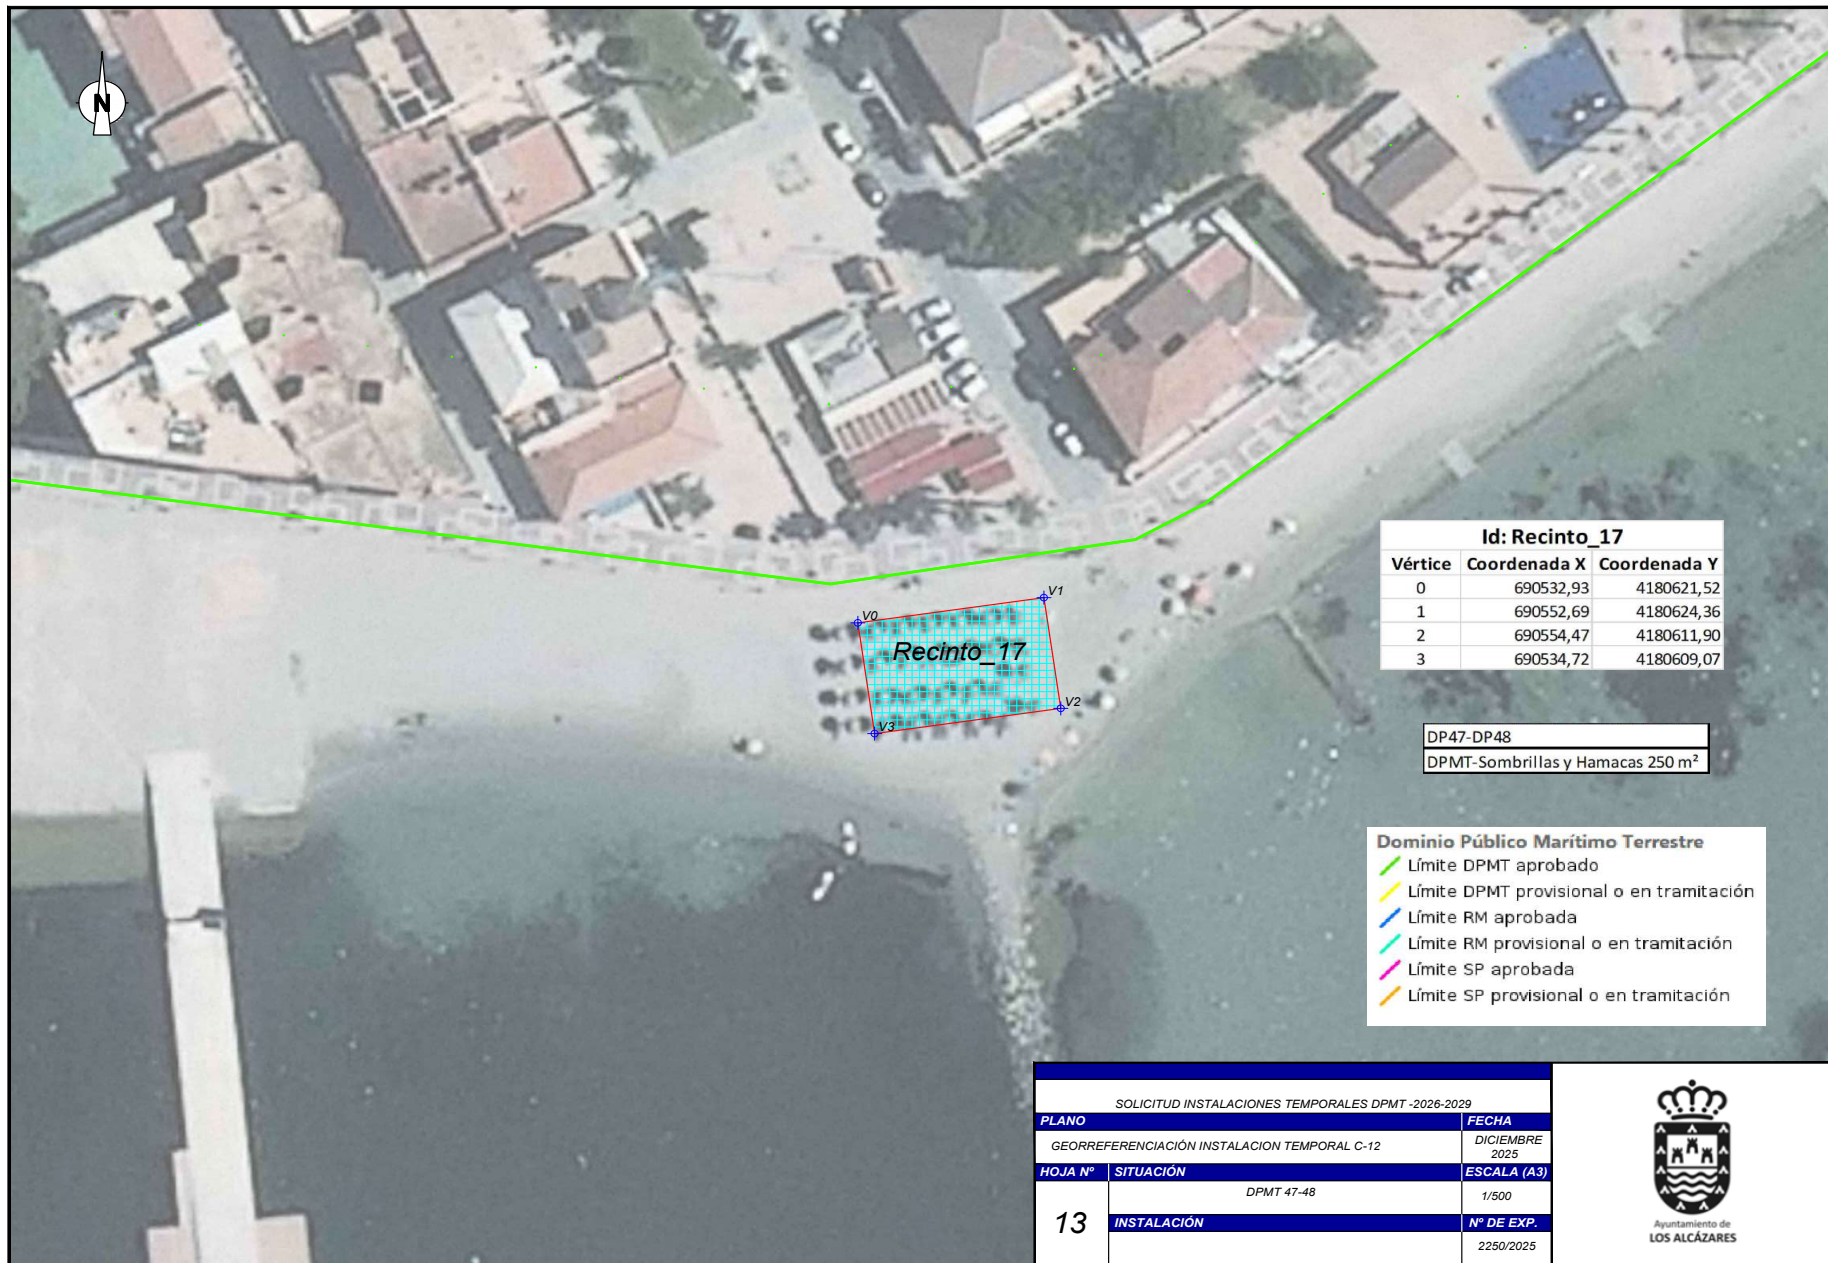 N
V0
V1
Recinto_17
V2
V3
Id: Recinto_17
Vértice Coordenada X Coordenada Y
0 690532,93 4180621,52
1 690552,69 4180624,36
2 690554,47 4180611,90
3 690534,72 4180609,07
DP47-DP48
DPMT-Sombrillas y Hamacas 250 m²
Dominio Público Marítimo Terrestre
Límite DPMT aprobado
Límite DPMT provisional o en tramitación
Límite RM aprobada
Límite RM provisional o en tramitación
Límite SP aprobada
Límite SP provisional o en tramitación
SOLICITUD INSTALACIONES TEMPORALES DPMT -2026-2029
PLANO FECHA
GEORREFERENCIACIÓN INSTALACION TEMPORAL C-12 DICIEMBRE
2025
HOJA Nº SITUACIÓN ESCALA (A3)
DPMT 47-48 1/500
13 INSTALACIÓN Nº DE EXP.
2250/2025
Ayuntamiento de
LOS ALCÁZARES